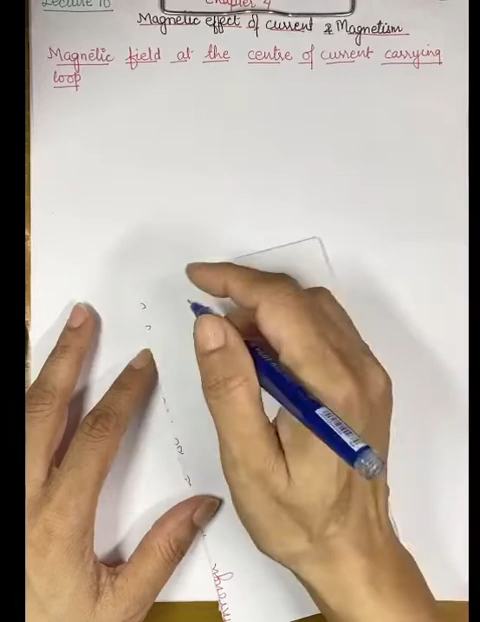 Lecture 10
Chapter 4
Magnetic effect of current & Magnetism
Magnetic field at the centre of current carrying
loop